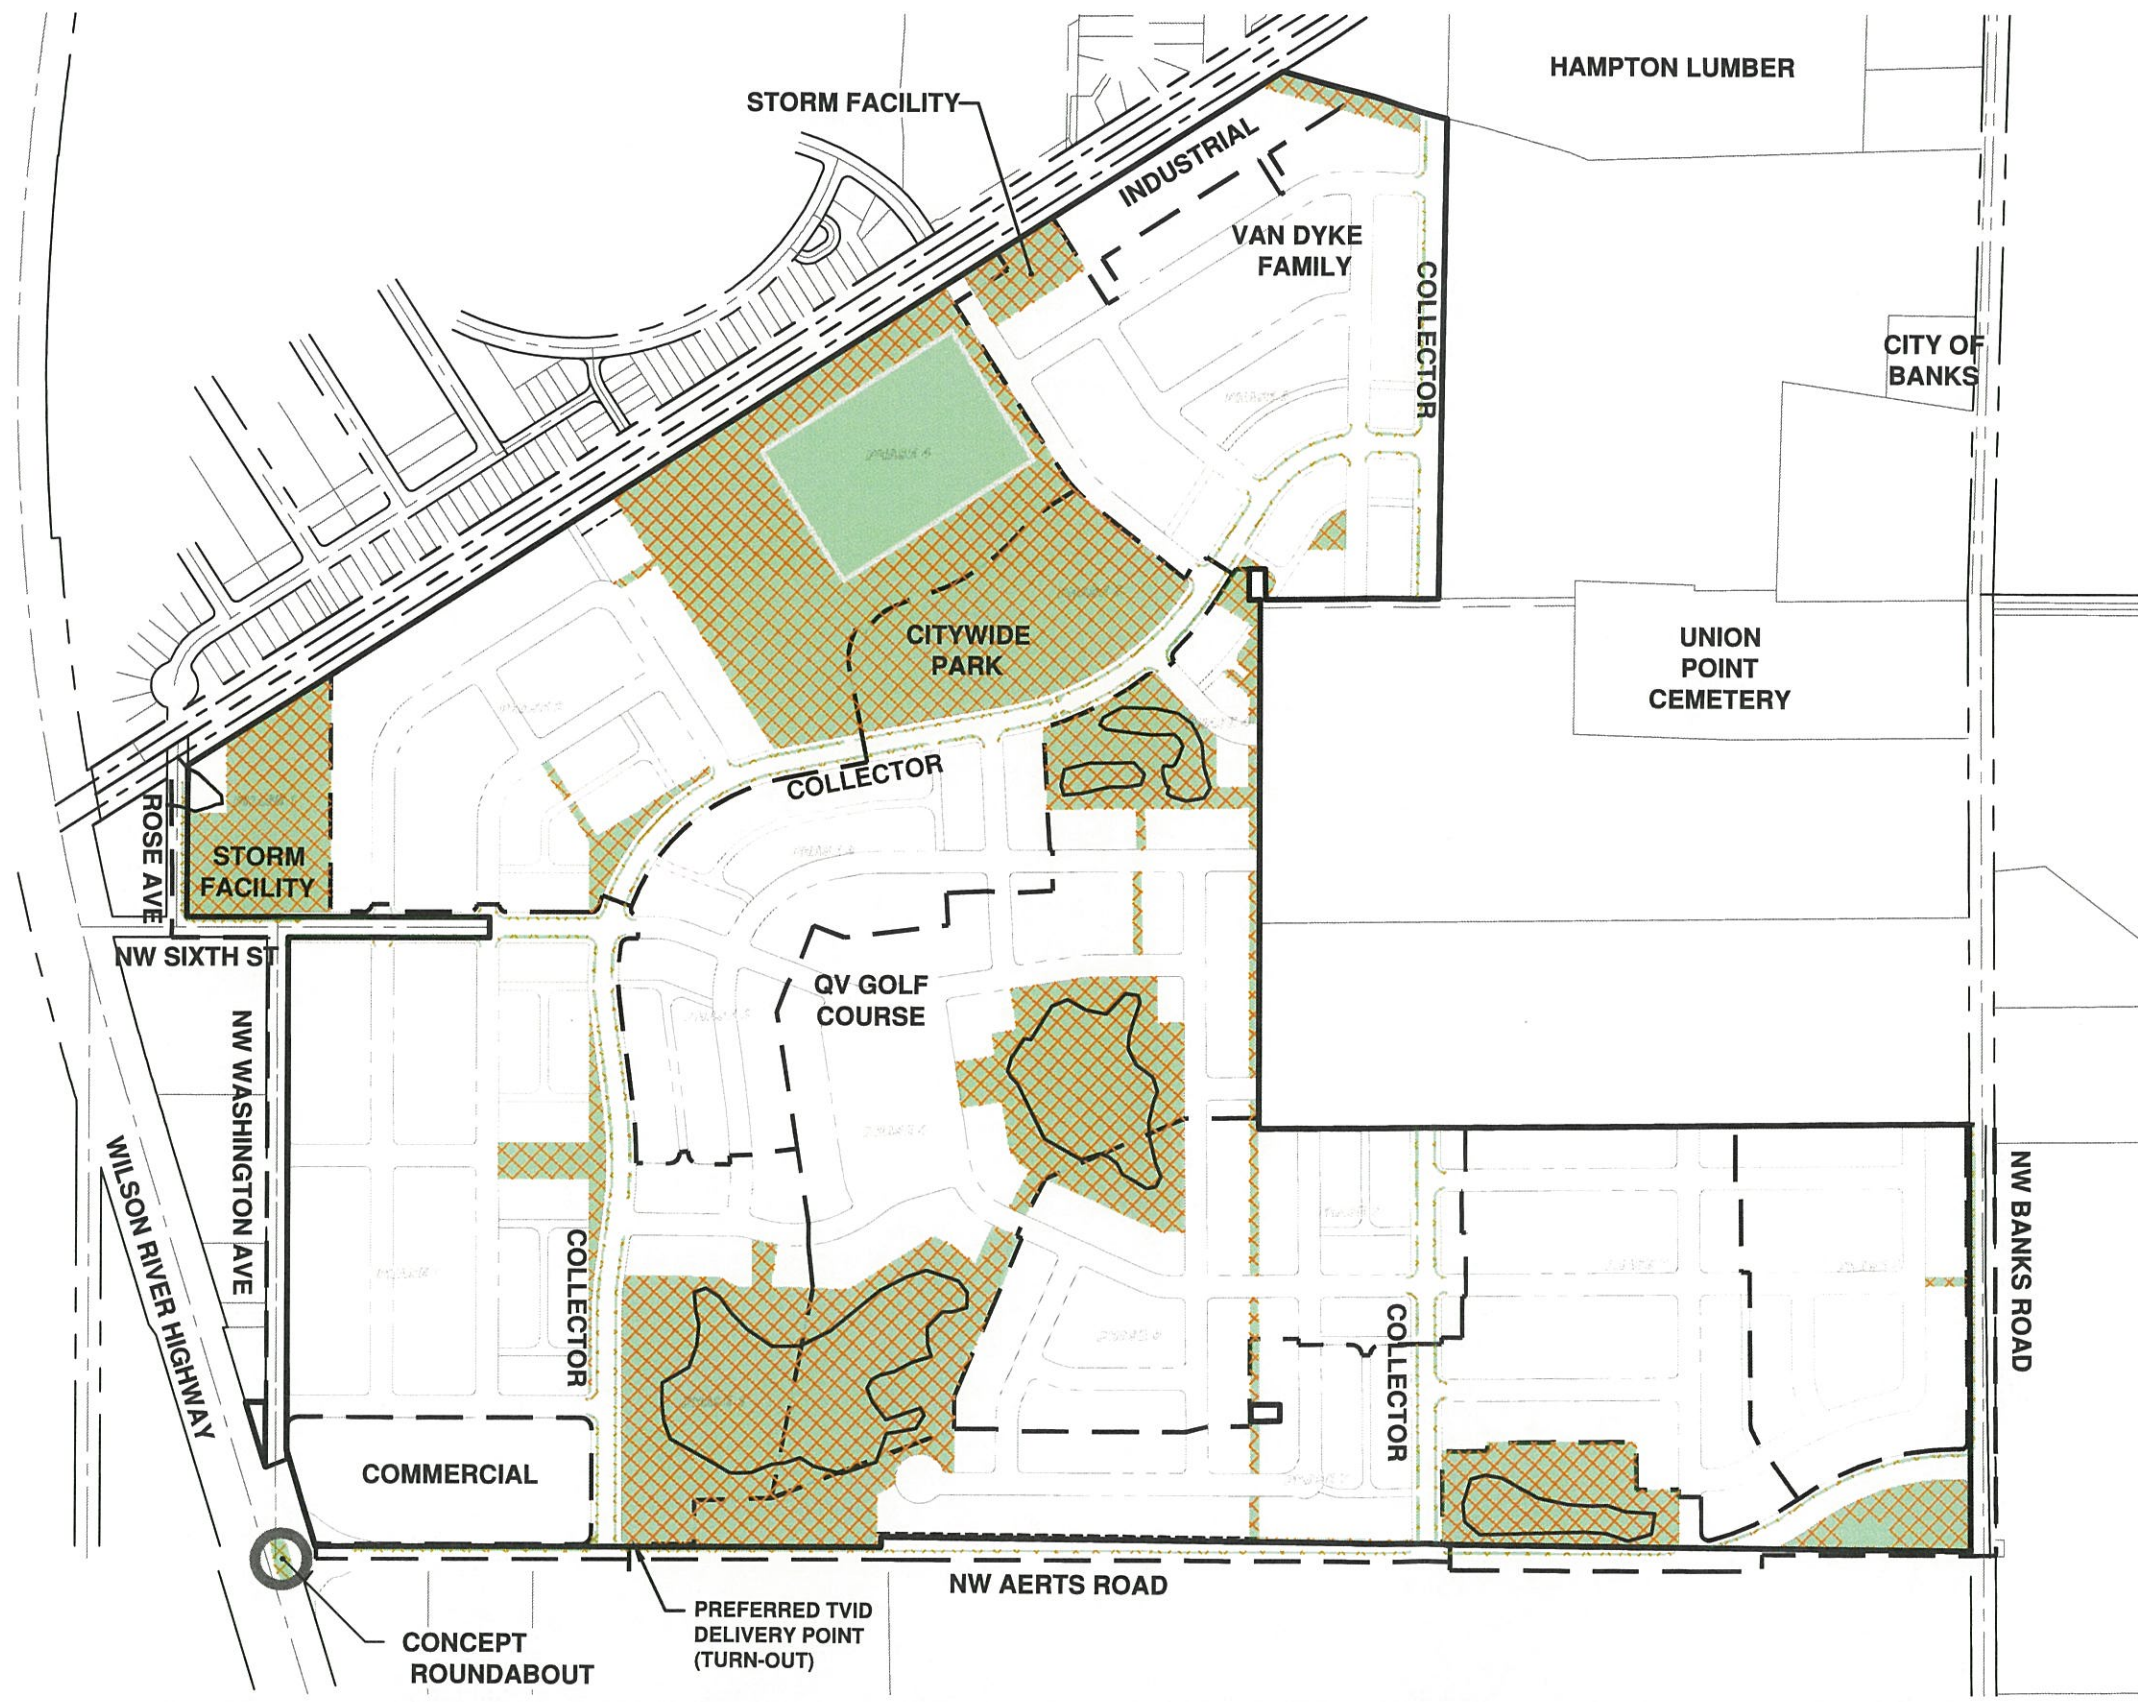 HAMPTON LUMBER
STORM FACILITY
INDUSTRIAL
VAN DYKE
FAMILY
COLLECTOR
CITY OF
BANKS
CITYWIDE
PARK
UNION
POINT
CEMETERY
COLLECTOR
ROSE AVE
STORM
FACILITY
NW SIXTH ST
QV GOLF
COURSE
NW WASHINGTON AVE
WILSON RIVER HIGHWAY
COLLECTOR
COLLECTOR
NW BANKS ROAD
COMMERCIAL
NW AERTS ROAD
PREFERRED TVID
DELIVERY POINT
(TURN-OUT)
CONCEPT
ROUNDABOUT